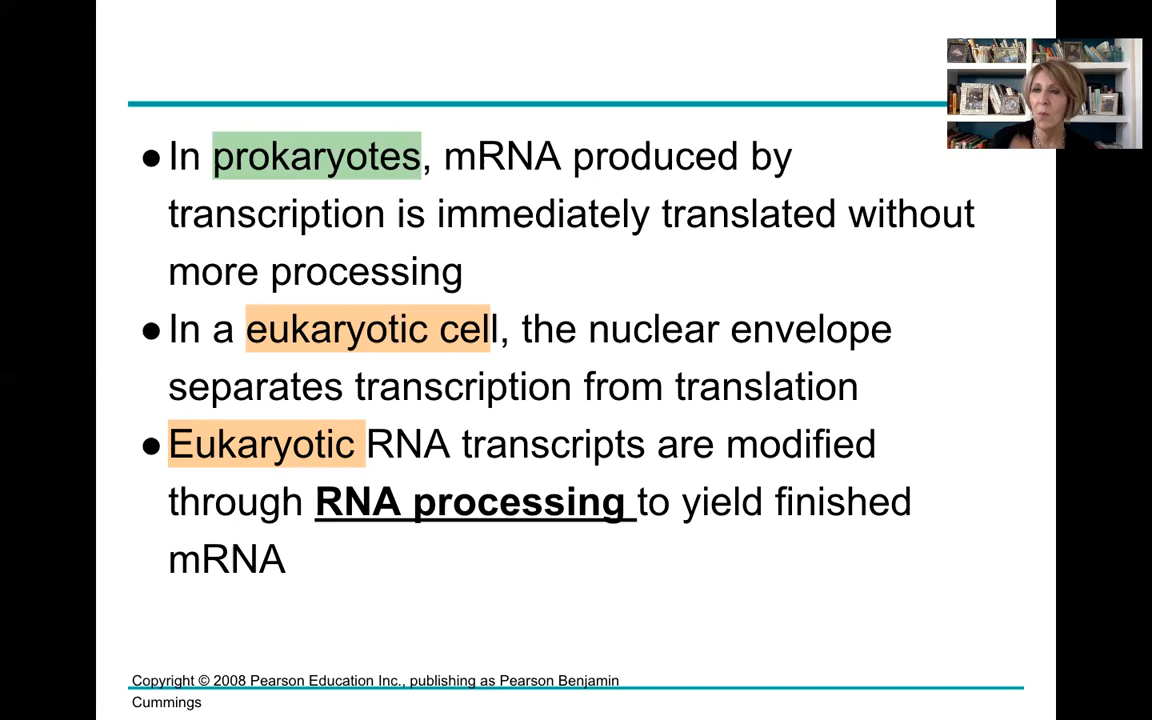 ● In prokaryotes, mRNA produced by
transcription is immediately translated without
more processing
● In a eukaryotic cell, the nuclear envelope
separates transcription from translation
● Eukaryotic RNA transcripts are modified
through RNA processing to yield finished
mRNA
Copyright © 2008 Pearson Education Inc., publishing as Pearson Benjamin
Cummings